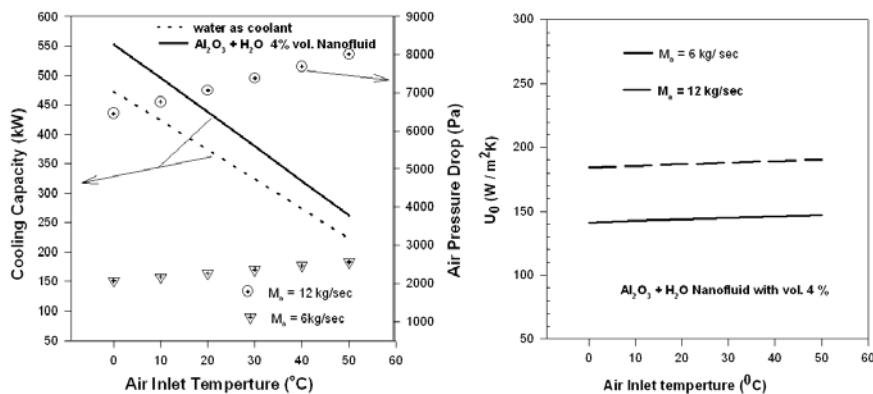 water as coolant
Al₂O₃ + H₂O 4% vol. Nanofluid
Cooling Capacity (kW)
600
550
500
450
400
350
300
250
200
150
100
50
9000
8000
7000
6000
5000
4000
3000
2000
1000
Air Pressure Drop (Pa)
Mₐ = 12 kg/sec
Mₐ = 6kg/sec
0 10 20 30 40 50 60
Air Inlet Temperture (°C)
U₀ (W / m²K)
300
250
200
150
100
50
Mₐ = 6 kg/ sec
Mₐ = 12 kg/sec
Al₂O₃ + H₂O Nanofluid with vol. 4 %
0 10 20 30 40 50 60
Air Inlet temperture (⁰C)